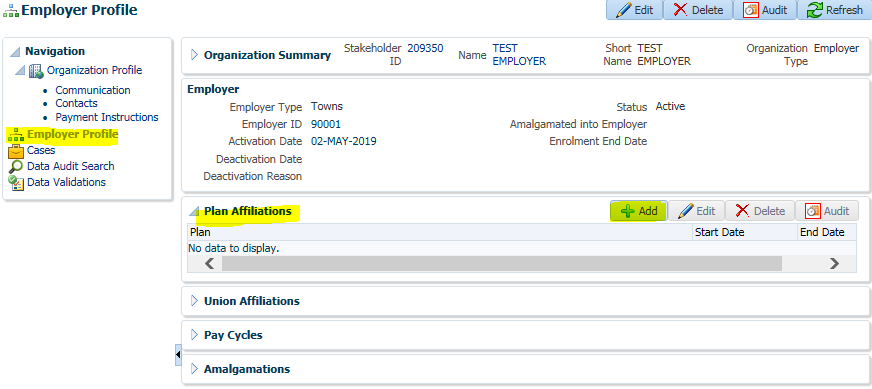 Employer Profile
Edit Delete Audit Refresh
Navigation
Organization Profile
• Communication
• Contacts
• Payment Instructions
Employer Profile
Cases
Data Audit Search
Data Validations
Organization Summary Stakeholder ID 209350 Name TEST EMPLOYER Short Name TEST EMPLOYER Organization Type Employer
Employer
Employer Type Towns Status Active
Employer ID 90001 Amalgamated into Employer
Activation Date 02-MAY-2019 Enrolment End Date
Deactivation Date
Deactivation Reason
Plan Affiliations Add Edit Delete Audit
Plan Start Date End Date
No data to display.
Union Affiliations
Pay Cycles
Amalgamations